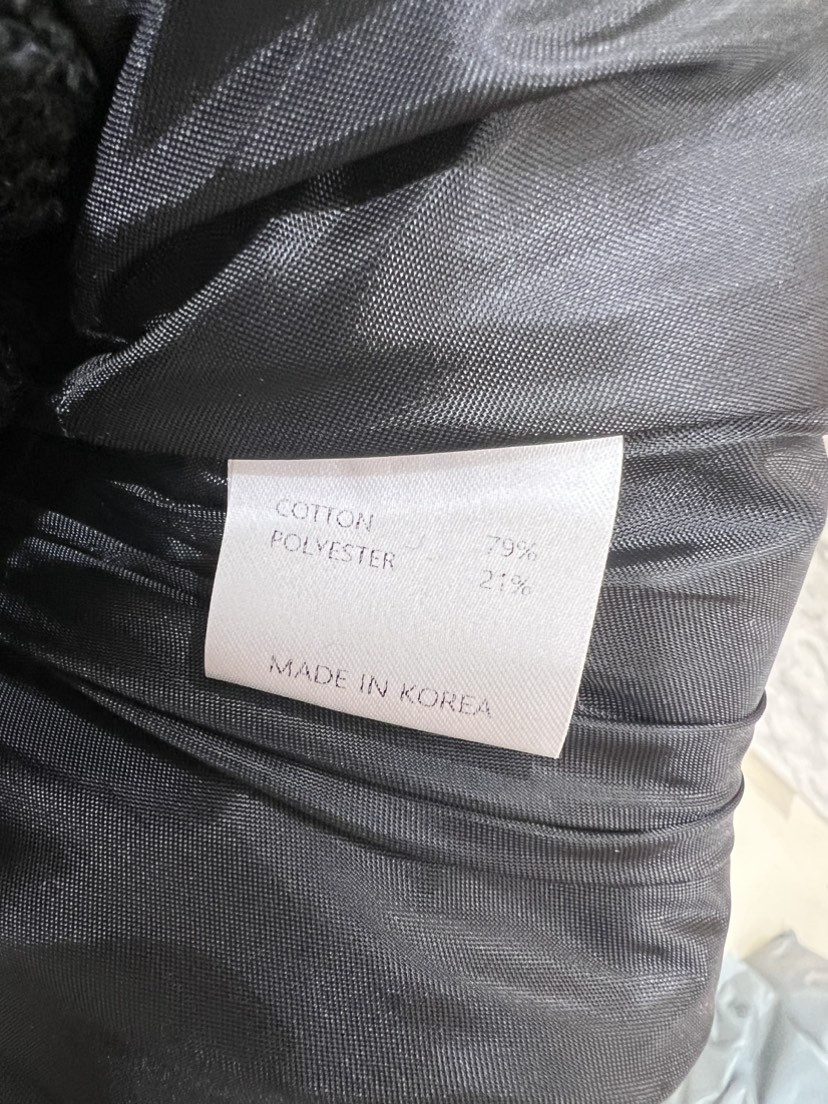 COTTON 79%
POLYESTER 21%
MADE IN KOREA